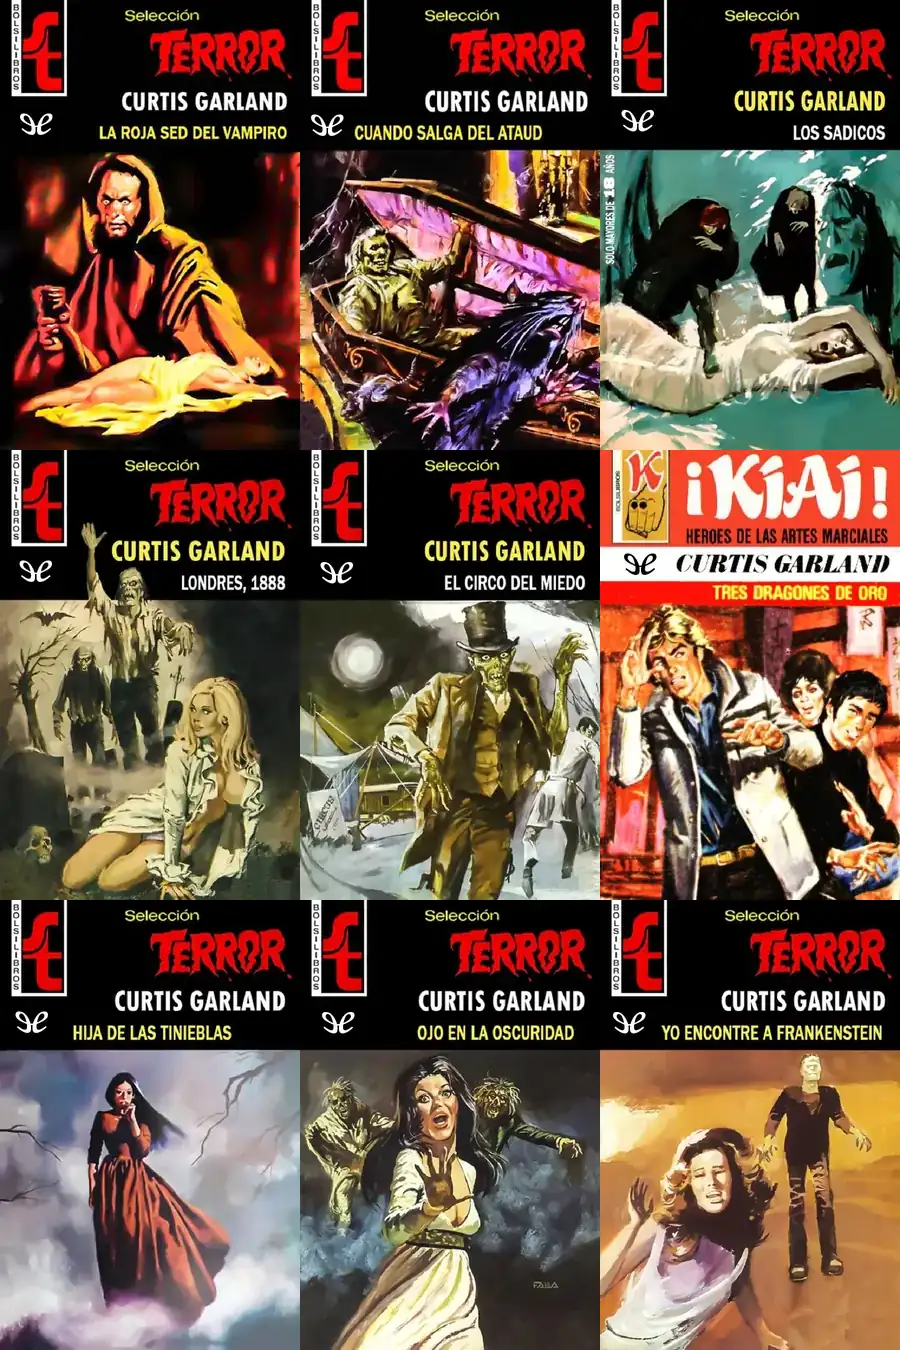 BOLSILIBROS
Selección
TERROR
CURTIS GARLAND
LA ROJA SED DEL VAMPIRO
BOLSILIBROS
Selección
TERROR
CURTIS GARLAND
CUANDO SALGA DEL ATAUD
BOLSILIBROS
Selección
TERROR
CURTIS GARLAND
LOS SADICOS
SOLO MAYORES DE 18 AÑOS
BOLSILIBROS
Selección
TERROR
CURTIS GARLAND
LONDRES, 1888
BOLSILIBROS
Selección
TERROR
CURTIS GARLAND
EL CIRCO DEL MIEDO
BOLSILIBROS
K
¡KIAI!
HEROES DE LAS ARTES MARCIALES
CURTIS GARLAND
TRES DRAGONES DE ORO
BOLSILIBROS
Selección
TERROR
CURTIS GARLAND
HIJA DE LAS TINIEBLAS
BOLSILIBROS
Selección
TERROR
CURTIS GARLAND
OJO EN LA OSCURIDAD
BOLSILIBROS
Selección
TERROR
CURTIS GARLAND
YO ENCONTRE A FRANKENSTEIN